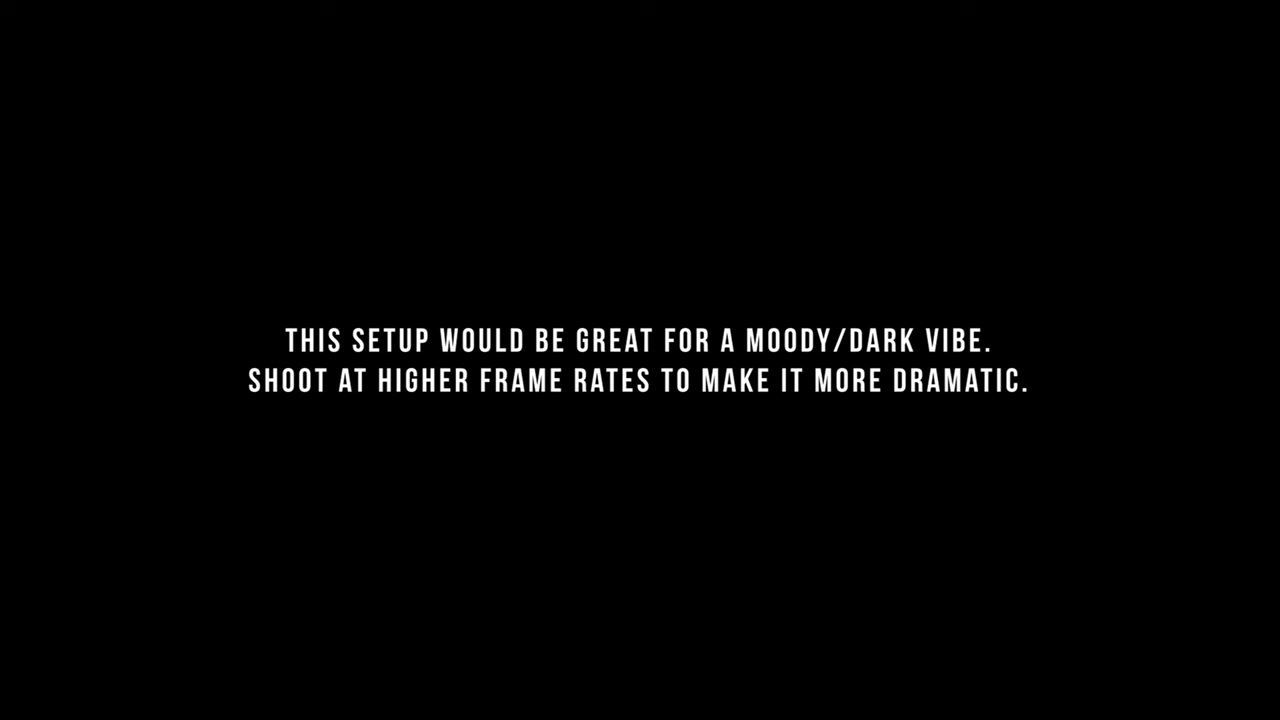 THIS SETUP WOULD BE GREAT FOR A MOODY/DARK VIBE.
SHOOT AT HIGHER FRAME RATES TO MAKE IT MORE DRAMATIC.